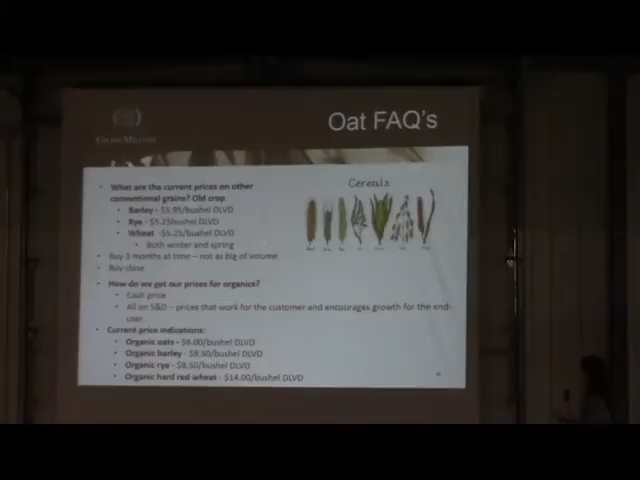 Oat FAQ's
GRAIN MILLERS
• What are the current prices on other
conventional grains? Old crop
• Barley - $3.95/bushel DLVD
• Rye - $5.25/bushel DLVD
• Wheat -$5.25/bushel DLVD
• Both winter and spring
• Buy 3 months at time – not as big of volume
• Buy close
• How do we get our prices for organics?
• Cash price
• All on S&D – prices that work for the customer and encourages growth for the end-
user
• Current price indications:
• Organic oats - $6.00/bushel DLVD
• Organic barley - $9.50/bushel DLVD
• Organic rye - $8.50/bushel DLVD
• Organic hard red wheat - $14.00/bushel DLVD
Cereals